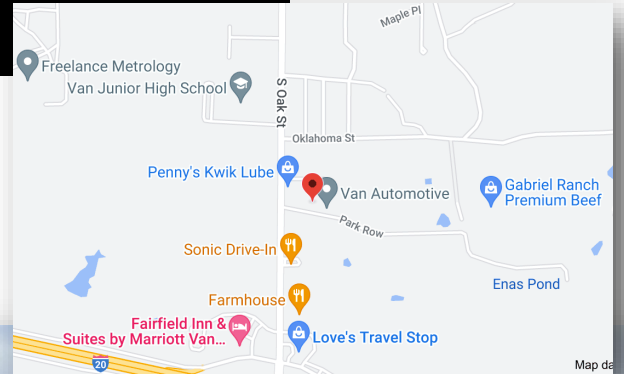 Maple Pl
Freelance Metrology
Van Junior High School
S Oak St
Oklahoma St
Penny's Kwik Lube
Van Automotive
Gabriel Ranch
Premium Beef
Park Row
Sonic Drive-In
Enas Pond
Farmhouse
Fairfield Inn &
Suites by Marriott Van...
Love's Travel Stop
20
Map da